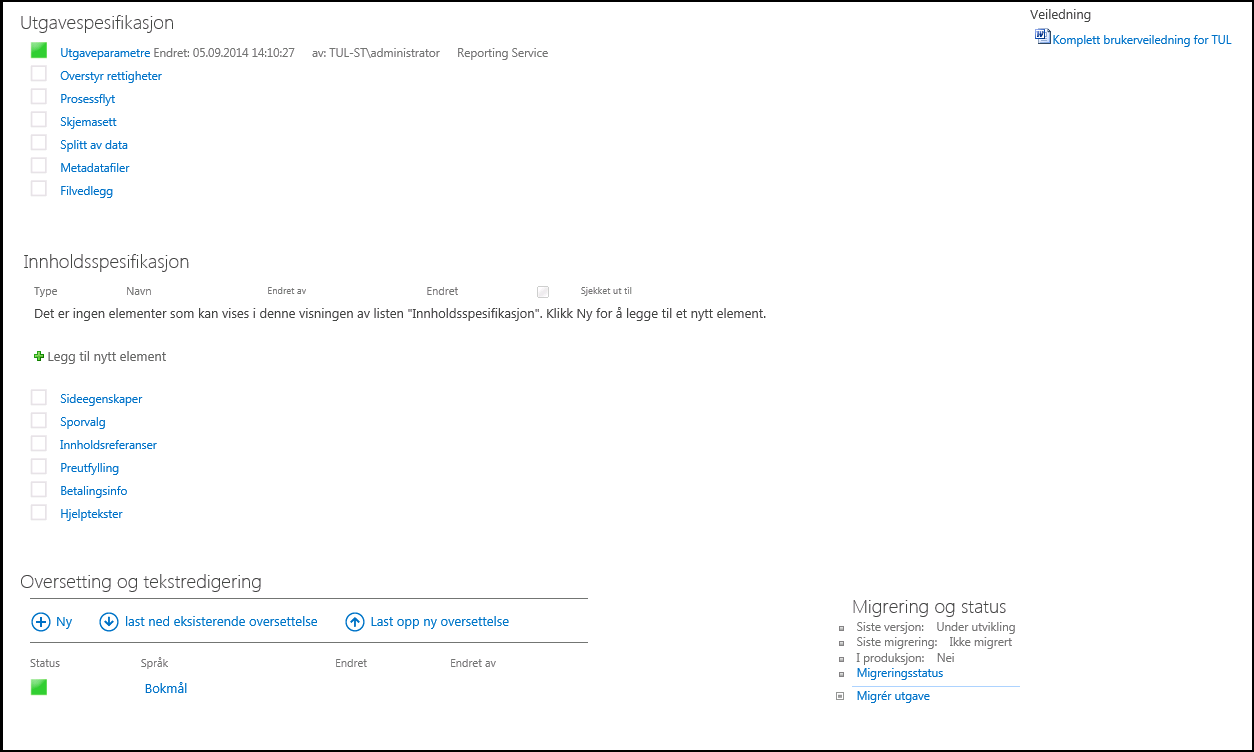 Utgavespesifikasjon
Utgaveparametre Endret: 05.09.2014 14:10:27 av: TUL-ST\administrator Reporting Service
Overstyr rettigheter
Prosessflyt
Skjemasett
Splitt av data
Metadatafiler
Filvedlegg
Veiledning
Komplett brukerveiledning for TUL
Innholdsspesifikasjon
Type Navn Endret av Endret Sjekket ut til
Det er ingen elementer som kan vises i denne visningen av listen "Innholdsspesifikasjon". Klikk Ny for å legge til et nytt element.
Legg til nytt element
Sideegenskaper
Sporvalg
Innholdsreferanser
Preutfylling
Betalingsinfo
Hjelptekster
Oversetting og tekstredigering
Ny last ned eksisterende oversettelse Last opp ny oversettelse
Status Språk Endret Endret av
Bokmål
Migrering og status
Siste versjon: Under utvikling
Siste migrering: Ikke migrert
I produksjon: Nei
Migreringsstatus
Migrér utgave